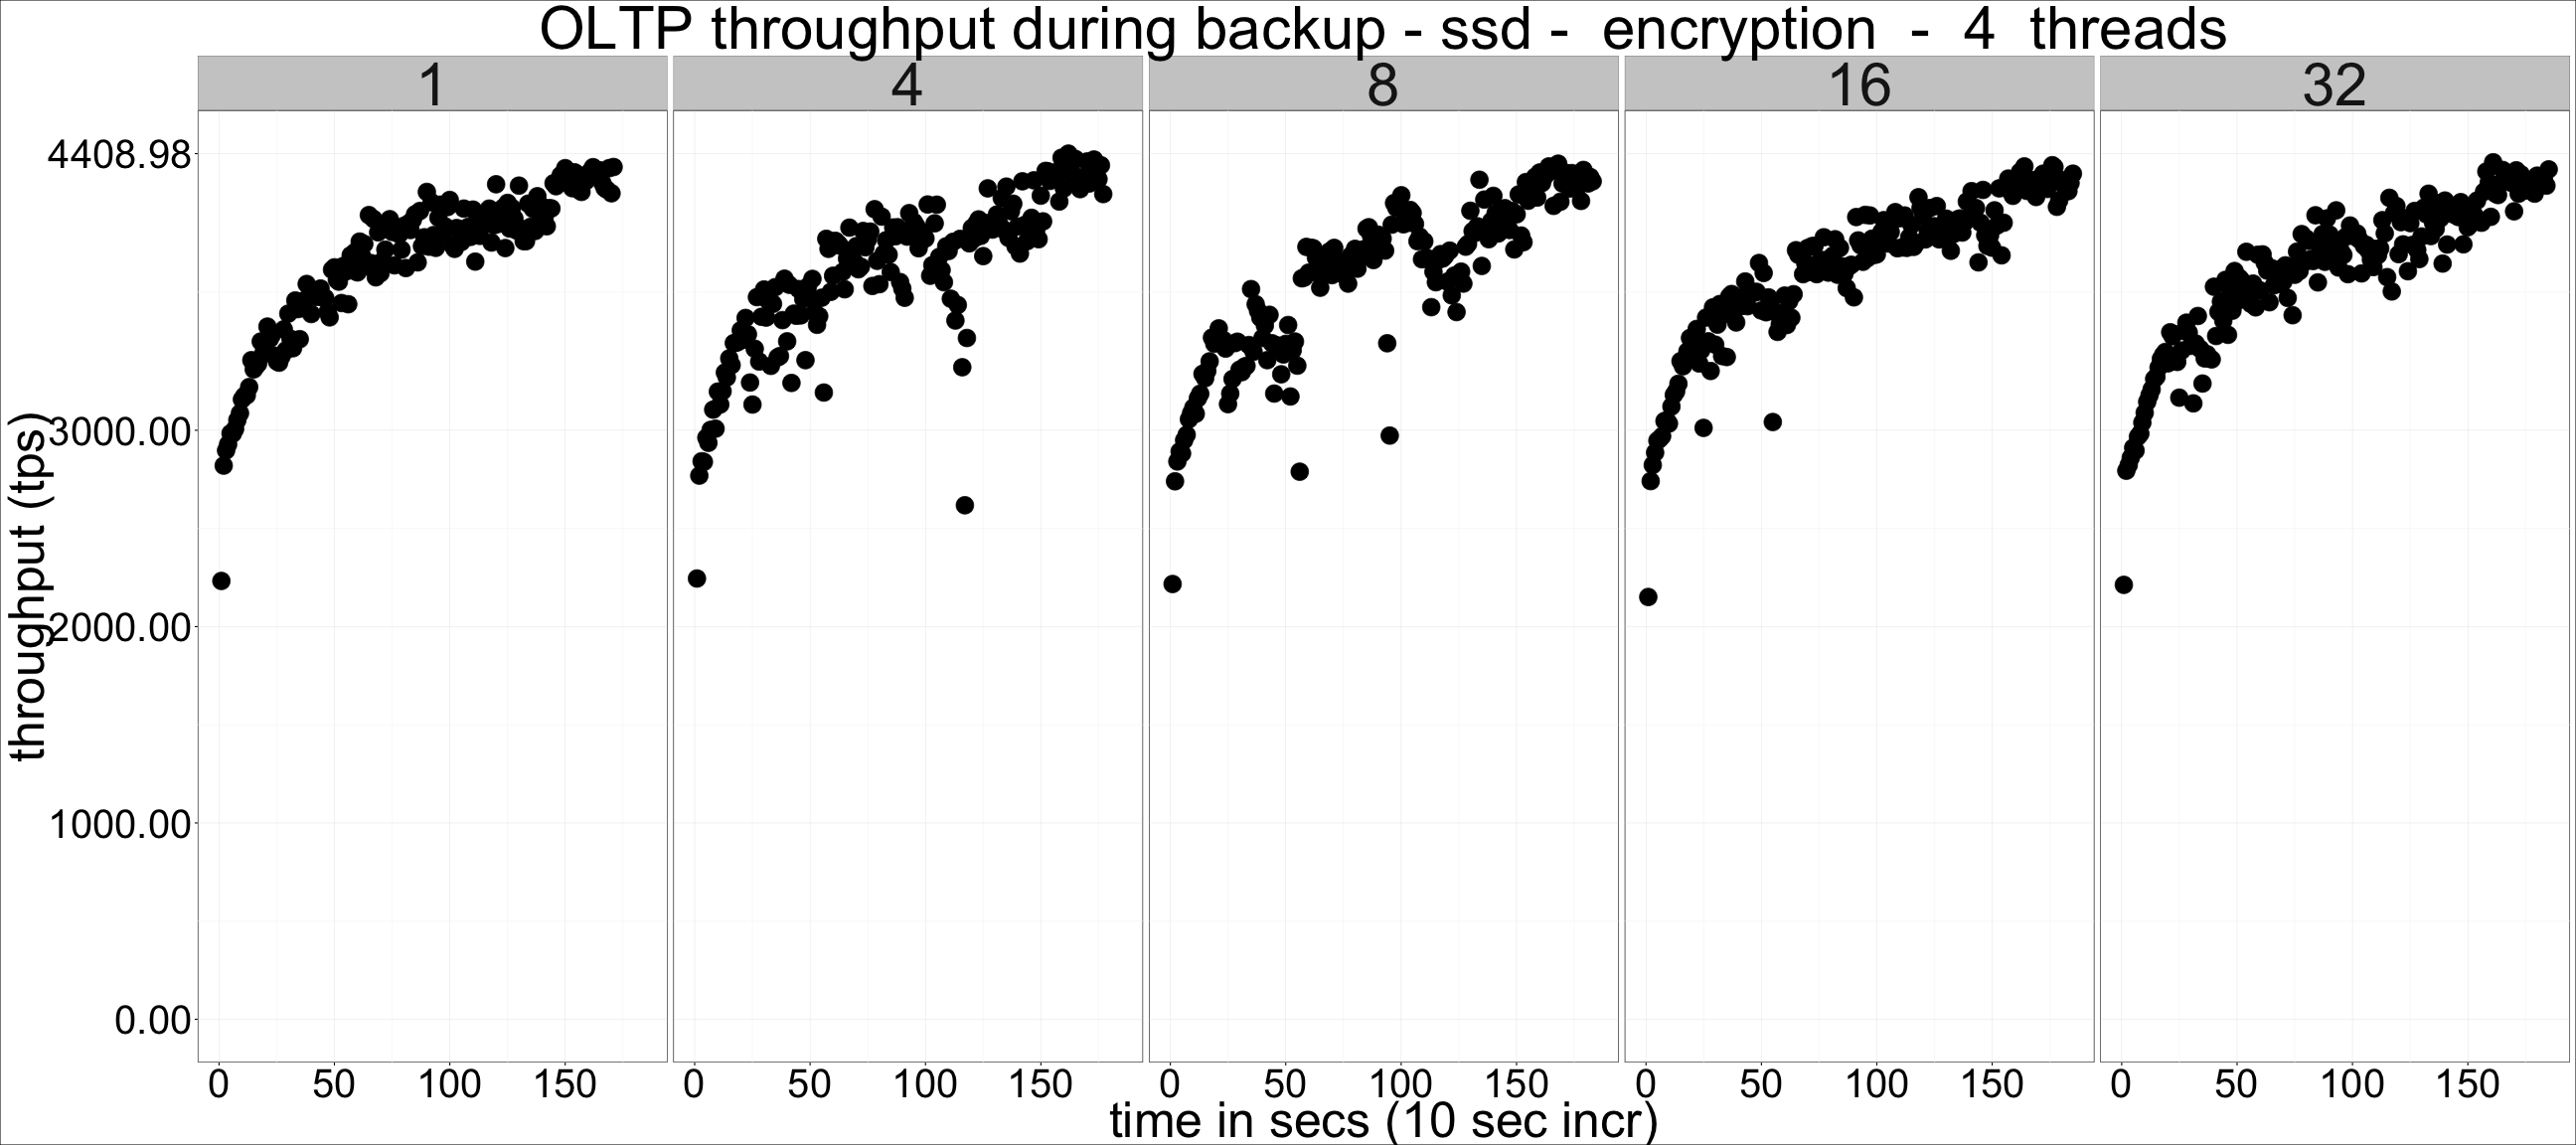 OLTP throughput during backup - ssd - encryption - 4 threads
1 4 8 16 32
throughput (tps)
4408.98
3000.00
2000.00
1000.00
0.00
0 50 100 150 0 50 100 150 0 50 100 150 0 50 100 150 0 50 100 150
time in secs (10 sec incr)